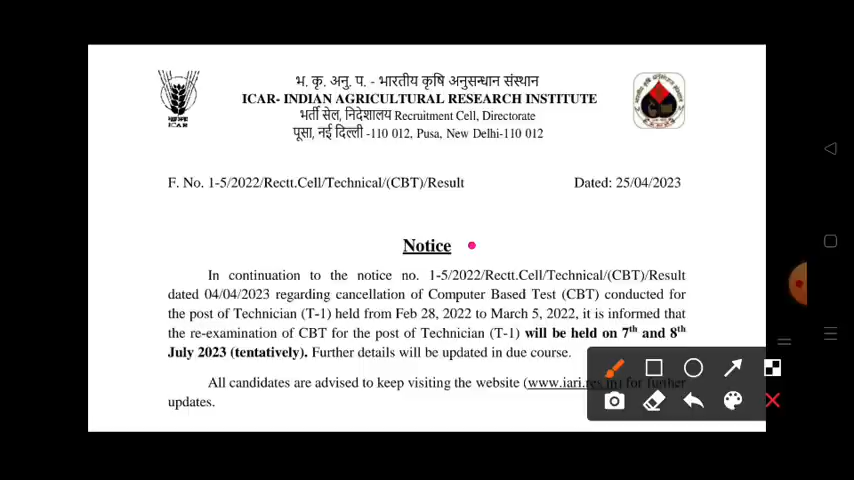 भ. कृ. अनु. प. - भारतीय कृषि अनुसन्धान संस्थान
ICAR- INDIAN AGRICULTURAL RESEARCH INSTITUTE
भर्ती सेल, निदेशालय Recruitment Cell, Directorate
पूसा, नई दिल्ली -110 012, Pusa, New Delhi-110 012
ICAR
F. No. 1-5/2022/Rectt.Cell/Technical/(CBT)/Result Dated: 25/04/2023
Notice
In continuation to the notice no. 1-5/2022/Rectt.Cell/Technical/(CBT)/Result
dated 04/04/2023 regarding cancellation of Computer Based Test (CBT) conducted for
the post of Technician (T-1) held from Feb 28, 2022 to March 5, 2022, it is informed that
the re-examination of CBT for the post of Technician (T-1) will be held on 7th and 8th
July 2023 (tentatively). Further details will be updated in due course.
All candidates are advised to keep visiting the website (www.iari.res.in) for further
updates.